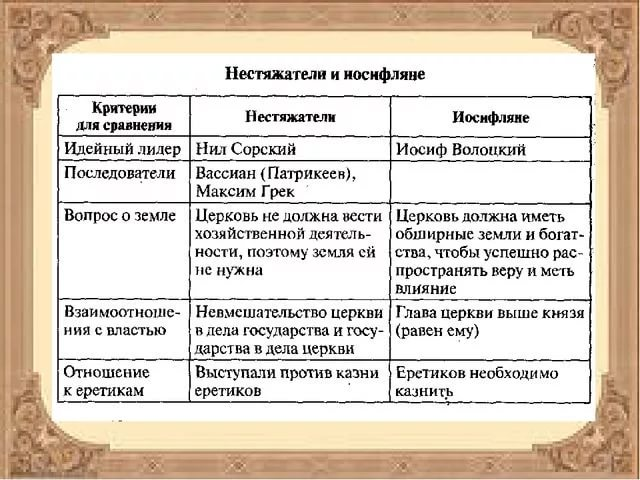 Нестяжатели и иосифляне
Критерии
для сравнения
Нестяжатели
Иосифляне
Идейный лидер
Нил Сорский
Иосиф Волоцкий
Последователи
Вассиан (Патрикеев),
Максим Грек
Вопрос о земле
Церковь не должна вести
хозяйственной деятель-
ности, поэтому земля ей
не нужна
Церковь должна иметь
обширные земли и богат-
ства, чтобы успешно рас-
пространять веру и меть
влияние
Взаимоотноше-
ния с властью
Невмешательство церкви
в дела государства и госу-
дарства в дела церкви
Глава церкви выше князя
(равен ему)
Отношение
к еретикам
Выступали против казни
еретиков
Еретиков необходимо
казнить